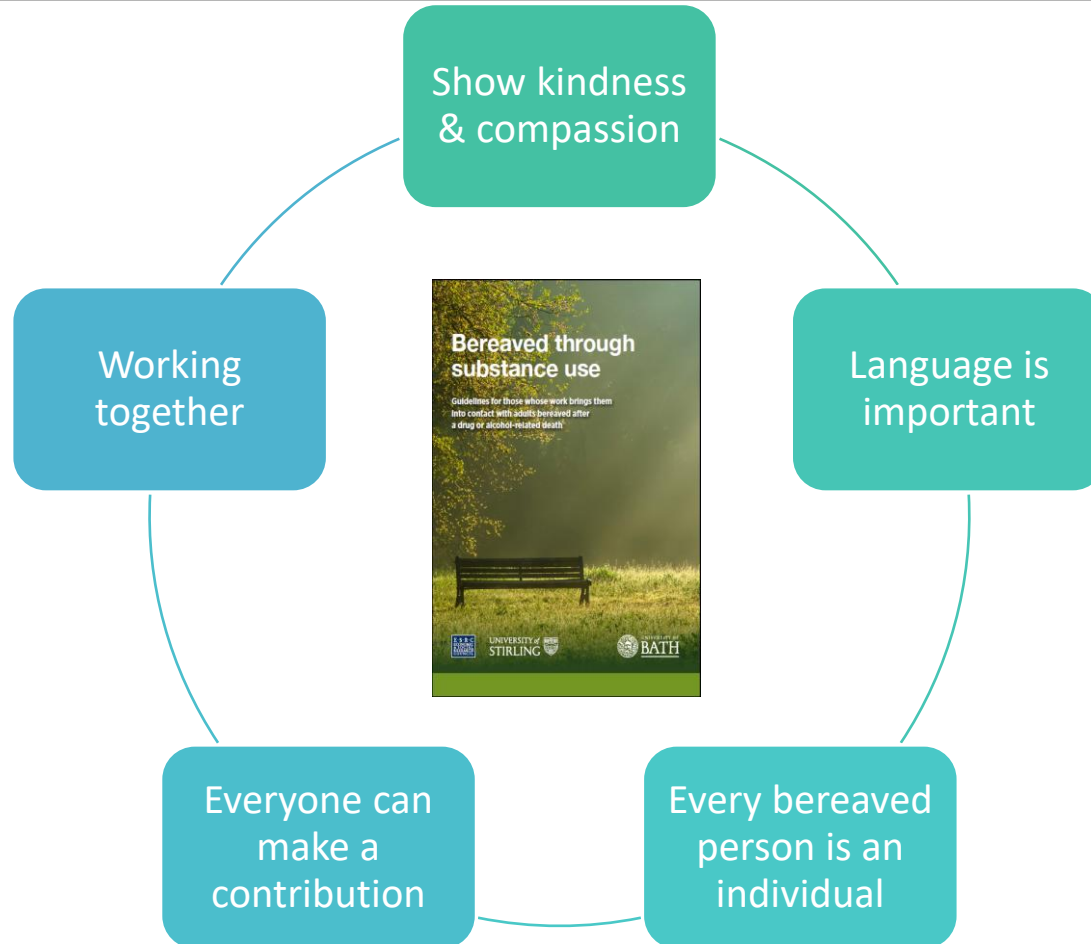 Show kindness
& compassion
Language is
important
Every bereaved
person is an
individual
Everyone can
make a
contribution
Working
together
Bereaved through
substance use
Guidelines for those whose work brings them
into contact with adults bereaved after
a drug or alcohol-related death
E S R C
UNIVERSITY of
STIRLING
UNIVERSITY OF
BATH